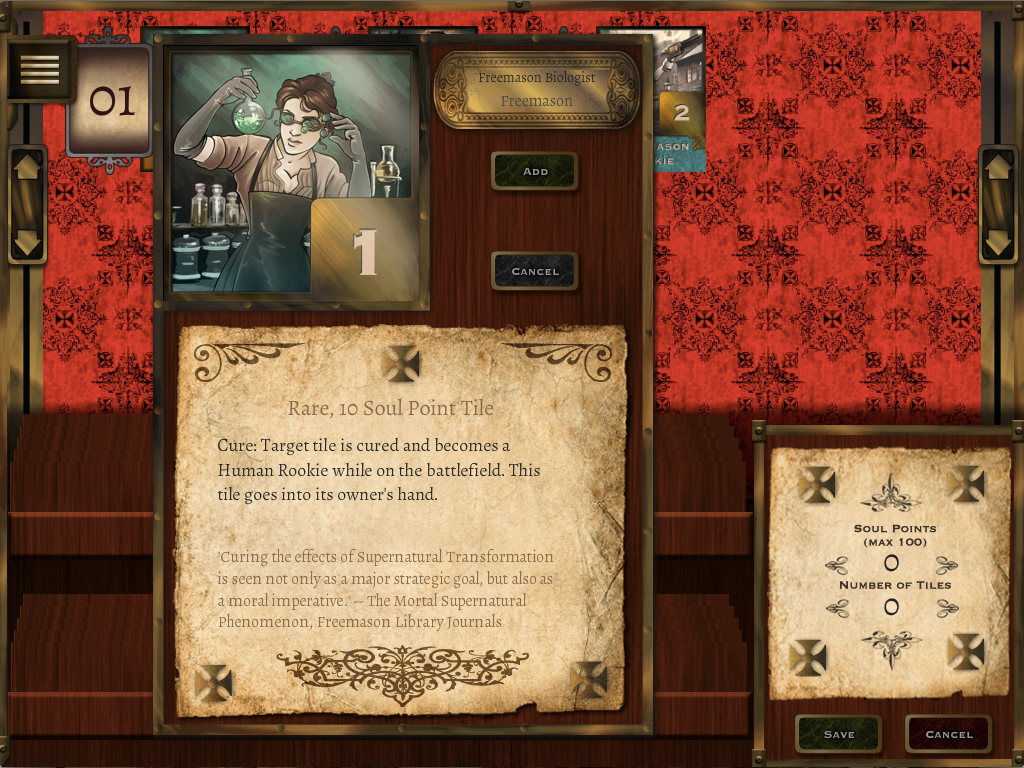 01
Freemason Biologist
Freemason
ADD
CANCEL
1
2
ASON
KIE
Rare, 10 Soul Point Tile
Cure: Target tile is cured and becomes a
Human Rookie while on the battlefield. This
tile goes into its owner's hand.
'Curing the effects of Supernatural Transformation
is seen not only as a major strategic goal, but also as
a moral imperative.' – The Mortal Supernatural
Phenomenon, Freemason Library Journals
SOUL POINTS
(MAX 100)
0
NUMBER OF TILES
0
SAVE
CANCEL